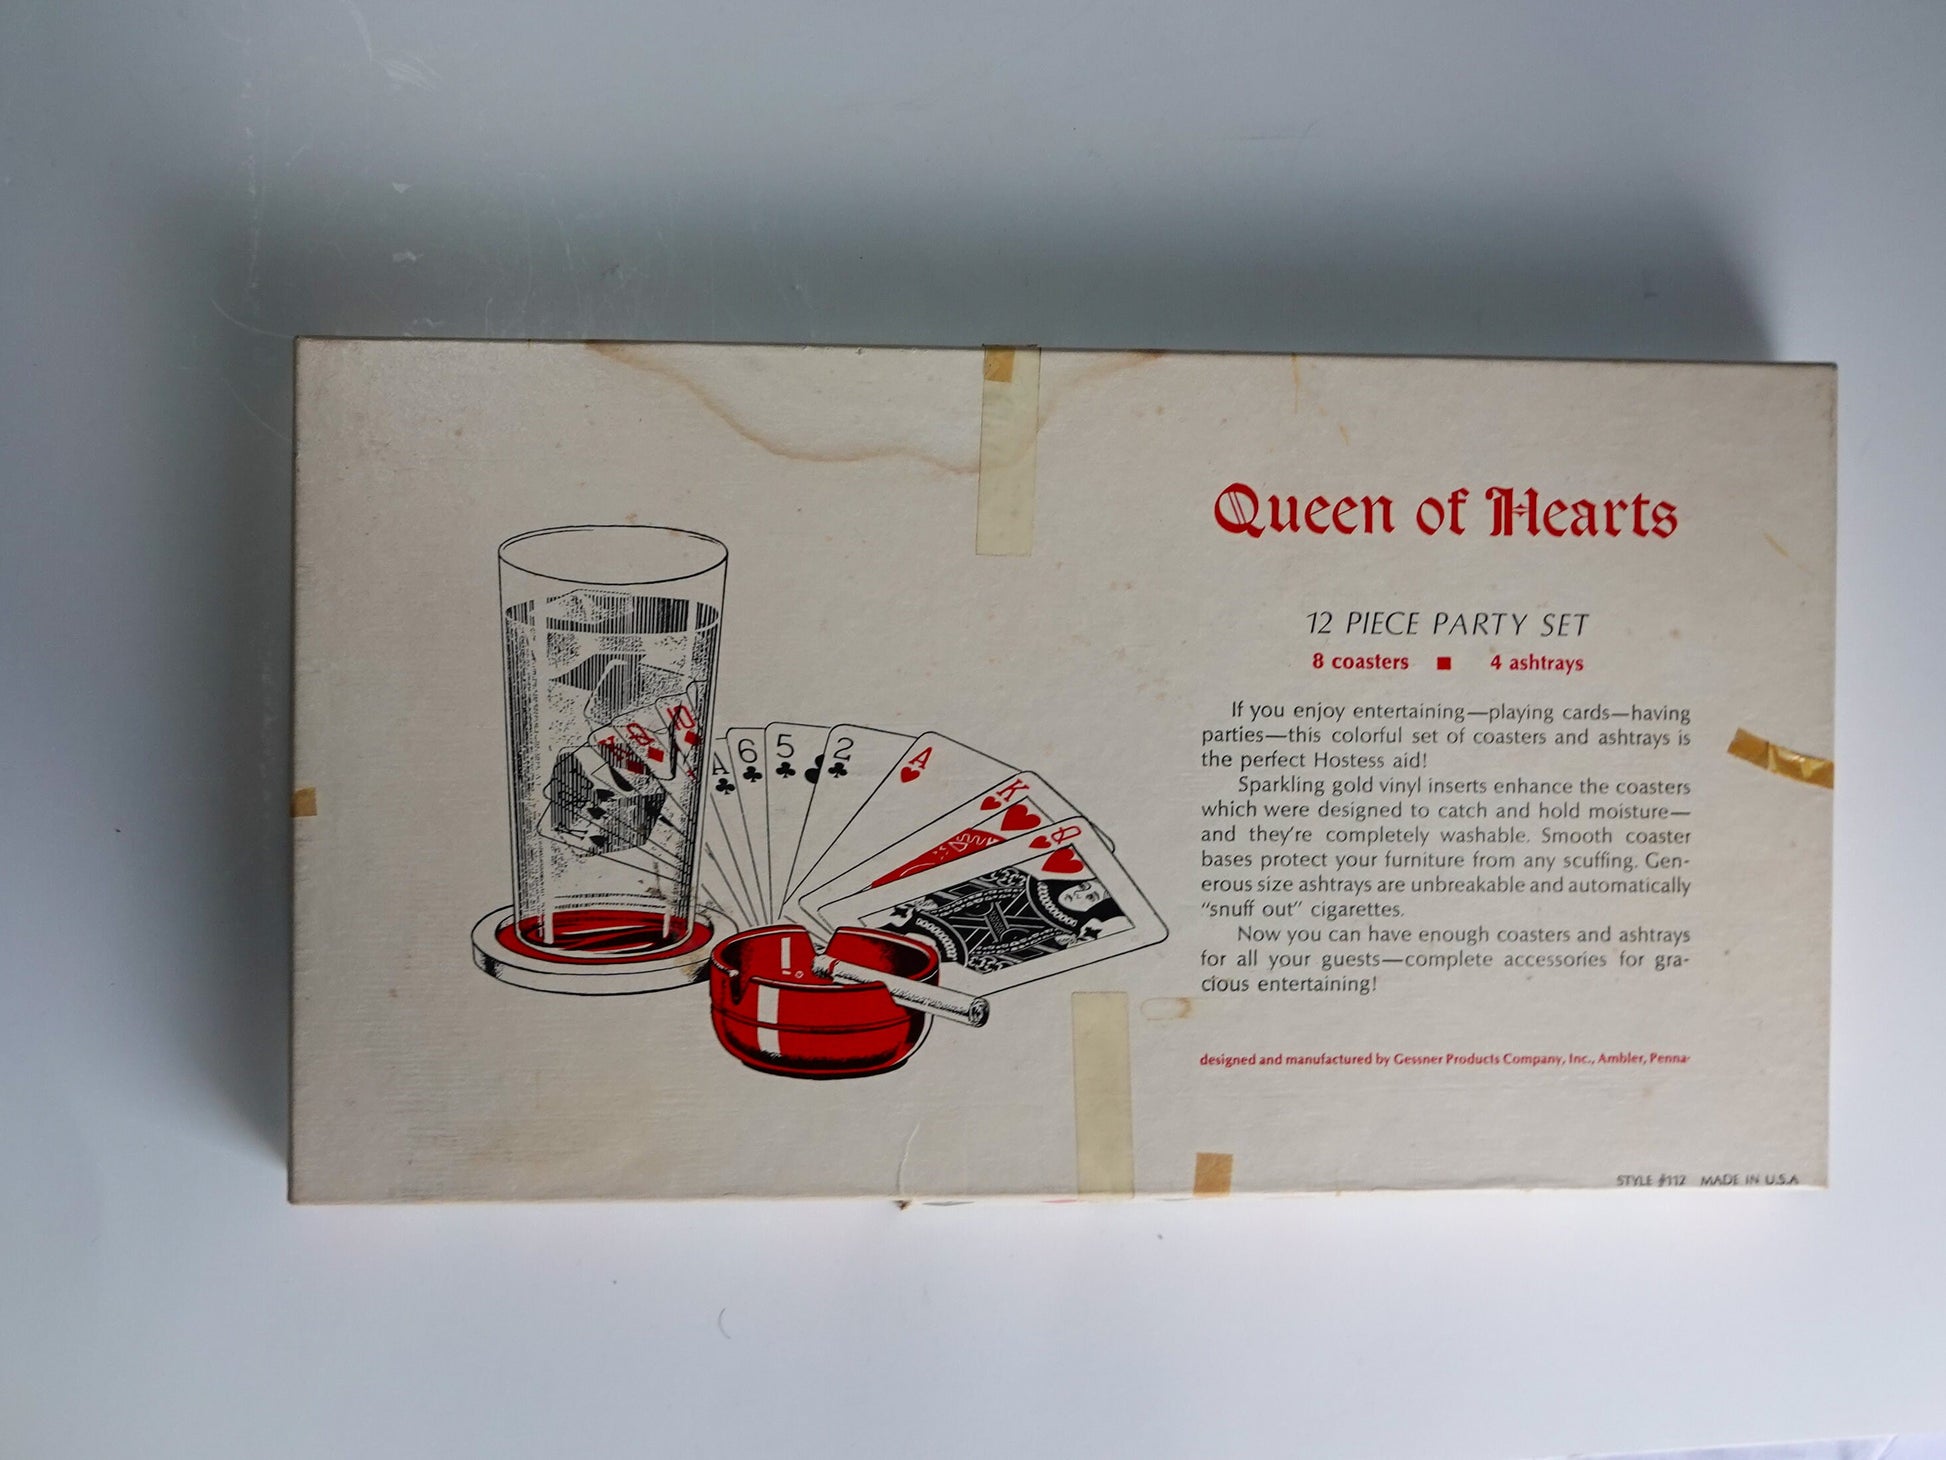 Queen of Hearts
12 PIECE PARTY SET
8 coasters ■ 4 ashtrays
If you enjoy entertaining—playing cards—having
parties—this colorful set of coasters and ashtrays is
the perfect Hostess aid!
Sparkling gold vinyl inserts enhance the coasters
which were designed to catch and hold moisture—
and they're completely washable. Smooth coaster
bases protect your furniture from any scuffing. Gen-
erous size ashtrays are unbreakable and automatically
"snuff out" cigarettes.
Now you can have enough coasters and ashtrays
for all your guests—complete accessories for gra-
cious entertaining!
designed and manufactured by Gessner Products Company, Inc., Ambler, Penna.
STYLE #112 MADE IN U.S.A
K Q 10
A 6 5 2 A K Q